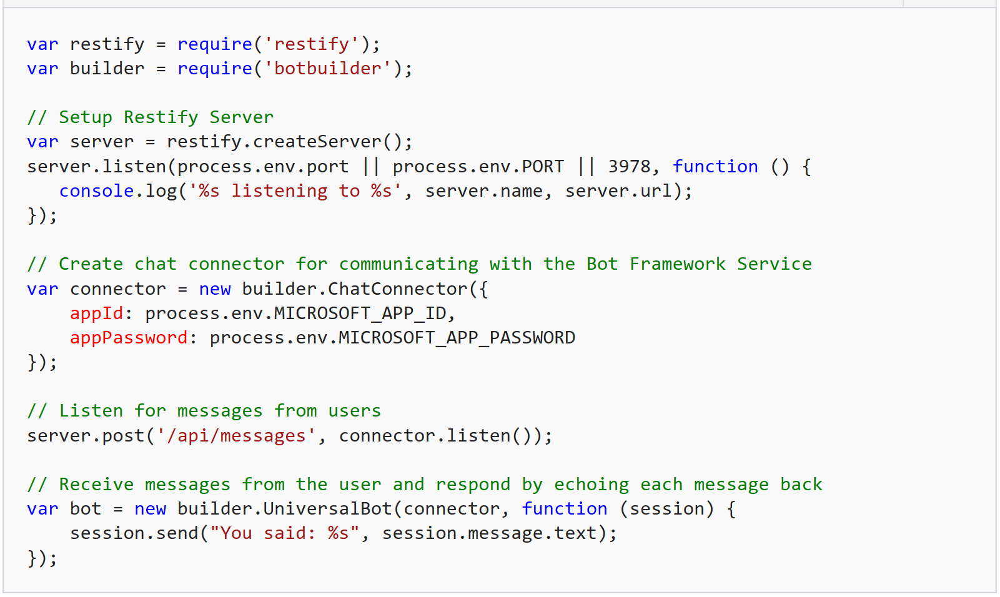 var restify = require('restify');
var builder = require('botbuilder');

// Setup Restify Server
var server = restify.createServer();
server.listen(process.env.port || process.env.PORT || 3978, function () {
   console.log('%s listening to %s', server.name, server.url);
});

// Create chat connector for communicating with the Bot Framework Service
var connector = new builder.ChatConnector({
    appId: process.env.MICROSOFT_APP_ID,
    appPassword: process.env.MICROSOFT_APP_PASSWORD
});

// Listen for messages from users
server.post('/api/messages', connector.listen());

// Receive messages from the user and respond by echoing each message back
var bot = new builder.UniversalBot(connector, function (session) {
    session.send("You said: %s", session.message.text);
});